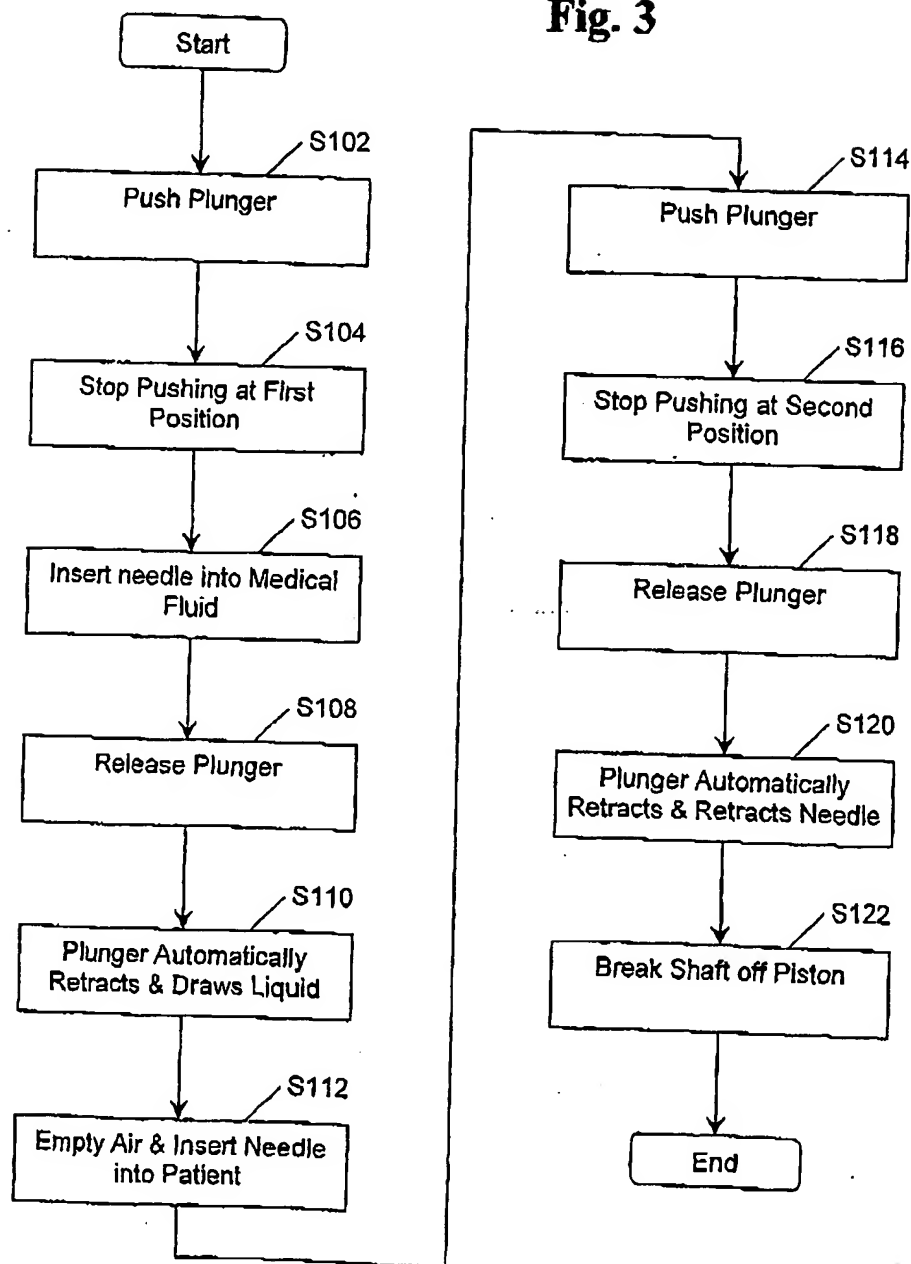 Fig. 3
Start
S102
Push Plunger
S104
Stop Pushing at First
Position
S106
Insert needle into Medical
Fluid
S108
Release Plunger
S110
Plunger Automatically
Retracts & Draws Liquid
S112
Empty Air & Insert Needle
into Patient
S114
Push Plunger
S116
Stop Pushing at Second
Position
S118
Release Plunger
S120
Plunger Automatically
Retracts & Retracts Needle
S122
Break Shaft off Piston
End